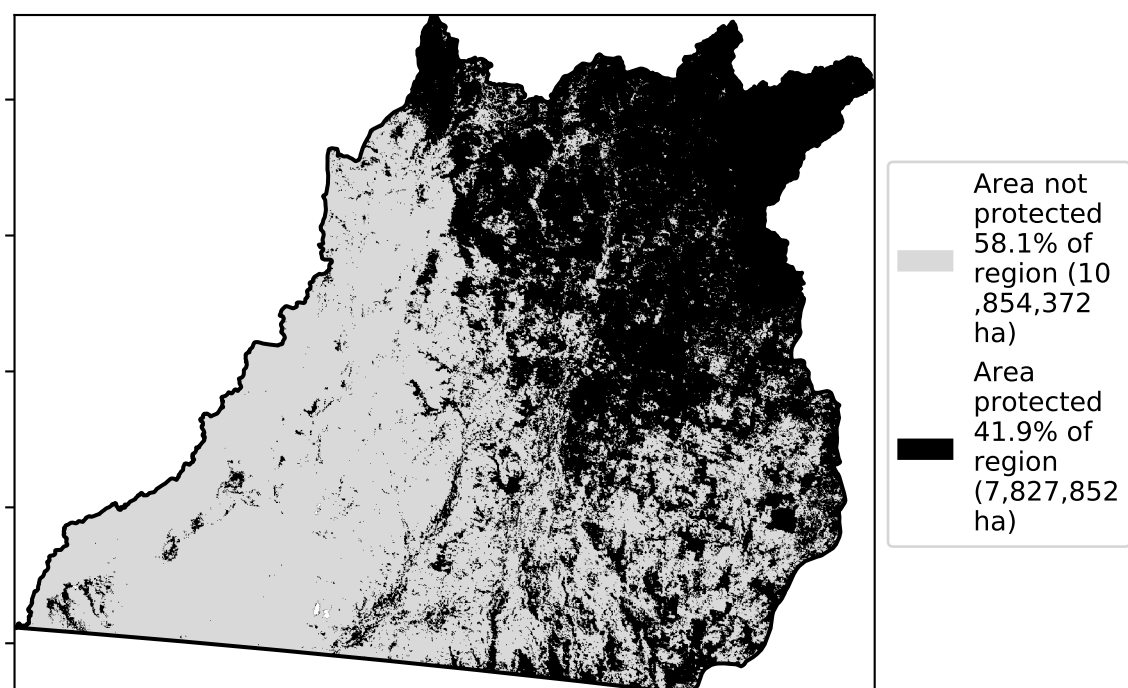 Area not
protected
58.1% of
region (10
,854,372
ha)
Area
protected
41.9% of
region
(7,827,852
ha)